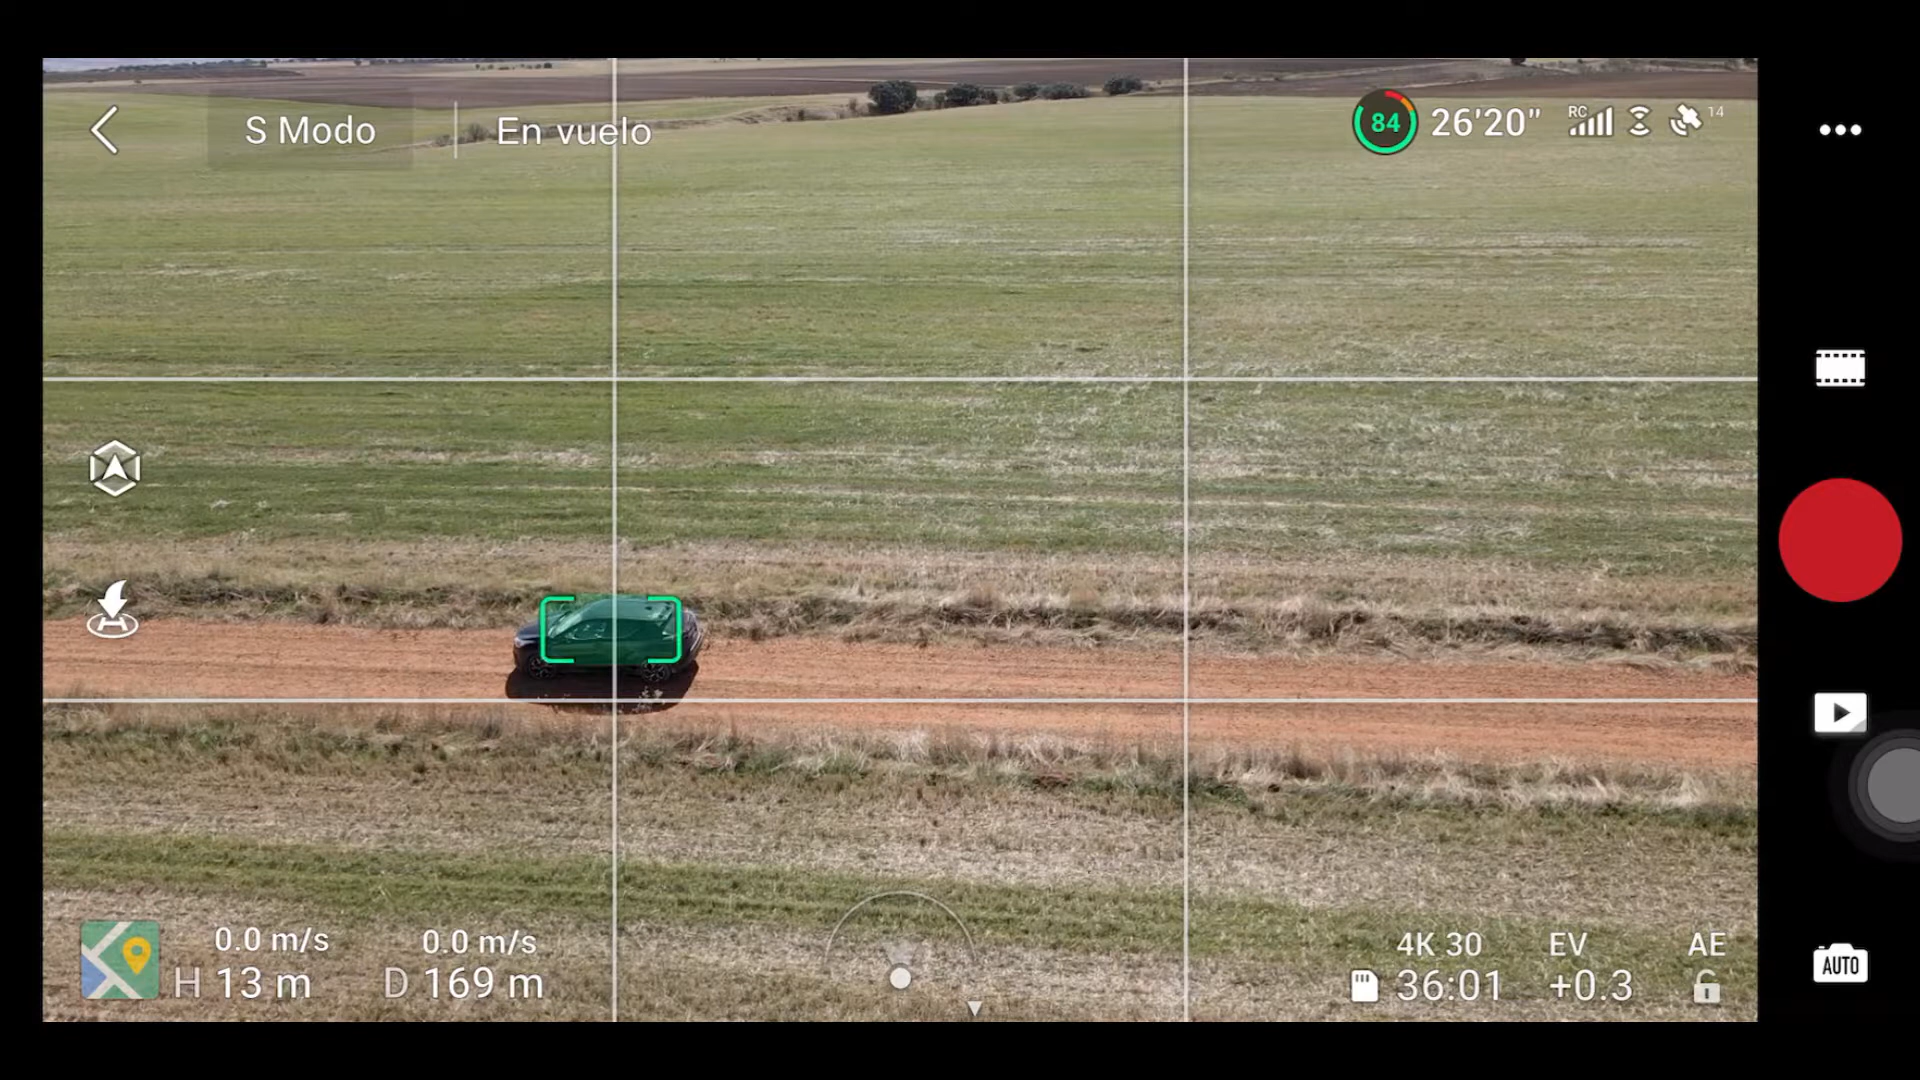 S Modo
En vuelo
84
26'20"
RC
14
0.0 m/s
0.0 m/s
H 13 m
D 169 m
4K 30
EV
AE
36:01
+0.3
AUTO